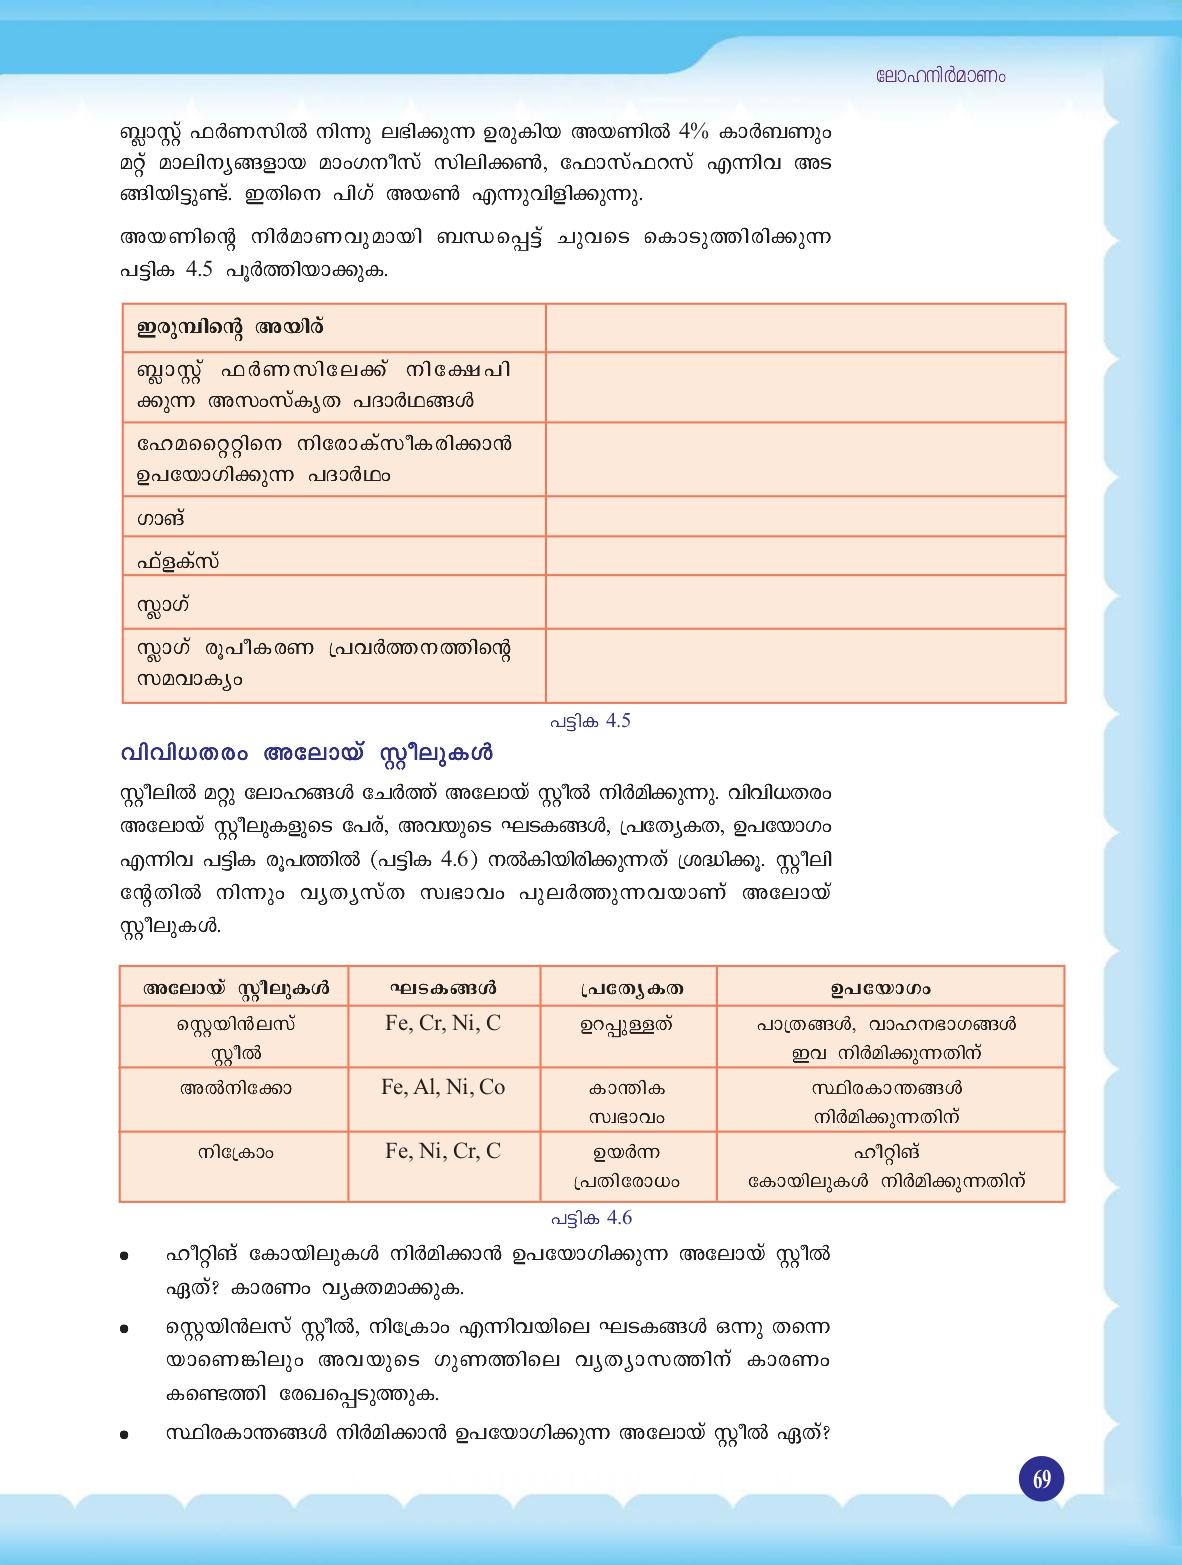 ലോഹനിർമാണം
ബ്ലാസ്റ്റ് ഫർണസിൽ നിന്നു ലഭിക്കുന്ന ഉരുകിയ അയണിൽ 4% കാർബണും
മറ്റ് മാലിന്യങ്ങളായ മാംഗനീസ് സിലിക്കൺ, ഫോസ്ഫറസ് എന്നിവ അട
ങ്ങിയിട്ടുണ്ട്. ഇതിനെ പിഗ് അയൺ എന്നുവിളിക്കുന്നു.
അയണിന്റെ നിർമാണവുമായി ബന്ധപ്പെട്ട് ചുവടെ കൊടുത്തിരിക്കുന്ന
പട്ടിക 4.5 പൂർത്തിയാക്കുക.
ഇരുമ്പിന്റെ അയിര്
ബ്ലാസ്റ്റ് ഫർണസിലേക്ക് നിക്ഷേപി
ക്കുന്ന അസംസ്കൃത പദാർഥങ്ങൾ
ഹേമറ്റൈറ്റിനെ നിരോക്സീകരിക്കാൻ
ഉപയോഗിക്കുന്ന പദാർഥം
ഗാങ്
ഫ്ളക്സ്
സ്ലാഗ്
സ്ലാഗ് രൂപീകരണ പ്രവർത്തനത്തിന്റെ
സമവാക്യം
പട്ടിക 4.5
വിവിധതരം അലോയ് സ്റ്റീലുകൾ
സ്റ്റീലിൽ മറ്റു ലോഹങ്ങൾ ചേർത്ത് അലോയ് സ്റ്റീൽ നിർമിക്കുന്നു. വിവിധതരം
അലോയ് സ്റ്റീലുകളുടെ പേര്, അവയുടെ ഘടകങ്ങൾ, പ്രത്യേകത, ഉപയോഗം
എന്നിവ പട്ടിക രൂപത്തിൽ (പട്ടിക 4.6) നൽകിയിരിക്കുന്നത് ശ്രദ്ധിക്കൂ. സ്റ്റീലി
ന്റേതിൽ നിന്നും വ്യത്യസ്ത സ്വഭാവം പുലർത്തുന്നവയാണ് അലോയ്
സ്റ്റീലുകൾ.
അലോയ് സ്റ്റീലുകൾ ഘടകങ്ങൾ പ്രത്യേകത ഉപയോഗം
സ്റ്റെയിൻലസ് Fe, Cr, Ni, C ഉറപ്പുള്ളത് പാത്രങ്ങൾ, വാഹനഭാഗങ്ങൾ
സ്റ്റീൽ ഇവ നിർമിക്കുന്നതിന്
അൽനിക്കോ Fe, Al, Ni, Co കാന്തിക സ്ഥിരകാന്തങ്ങൾ
സ്വഭാവം നിർമിക്കുന്നതിന്
നിക്രോം Fe, Ni, Cr, C ഉയർന്ന ഹീറ്റിങ്
പ്രതിരോധം കോയിലുകൾ നിർമിക്കുന്നതിന്
പട്ടിക 4.6
• ഹീറ്റിങ് കോയിലുകൾ നിർമിക്കാൻ ഉപയോഗിക്കുന്ന അലോയ് സ്റ്റീൽ
ഏത്? കാരണം വ്യക്തമാക്കുക.
• സ്റ്റെയിൻലസ് സ്റ്റീൽ, നിക്രോം എന്നിവയിലെ ഘടകങ്ങൾ ഒന്നു തന്നെ
യാണെങ്കിലും അവയുടെ ഗുണത്തിലെ വ്യത്യാസത്തിന് കാരണം
കണ്ടെത്തി രേഖപ്പെടുത്തുക.
• സ്ഥിരകാന്തങ്ങൾ നിർമിക്കാൻ ഉപയോഗിക്കുന്ന അലോയ് സ്റ്റീൽ ഏത്?
69